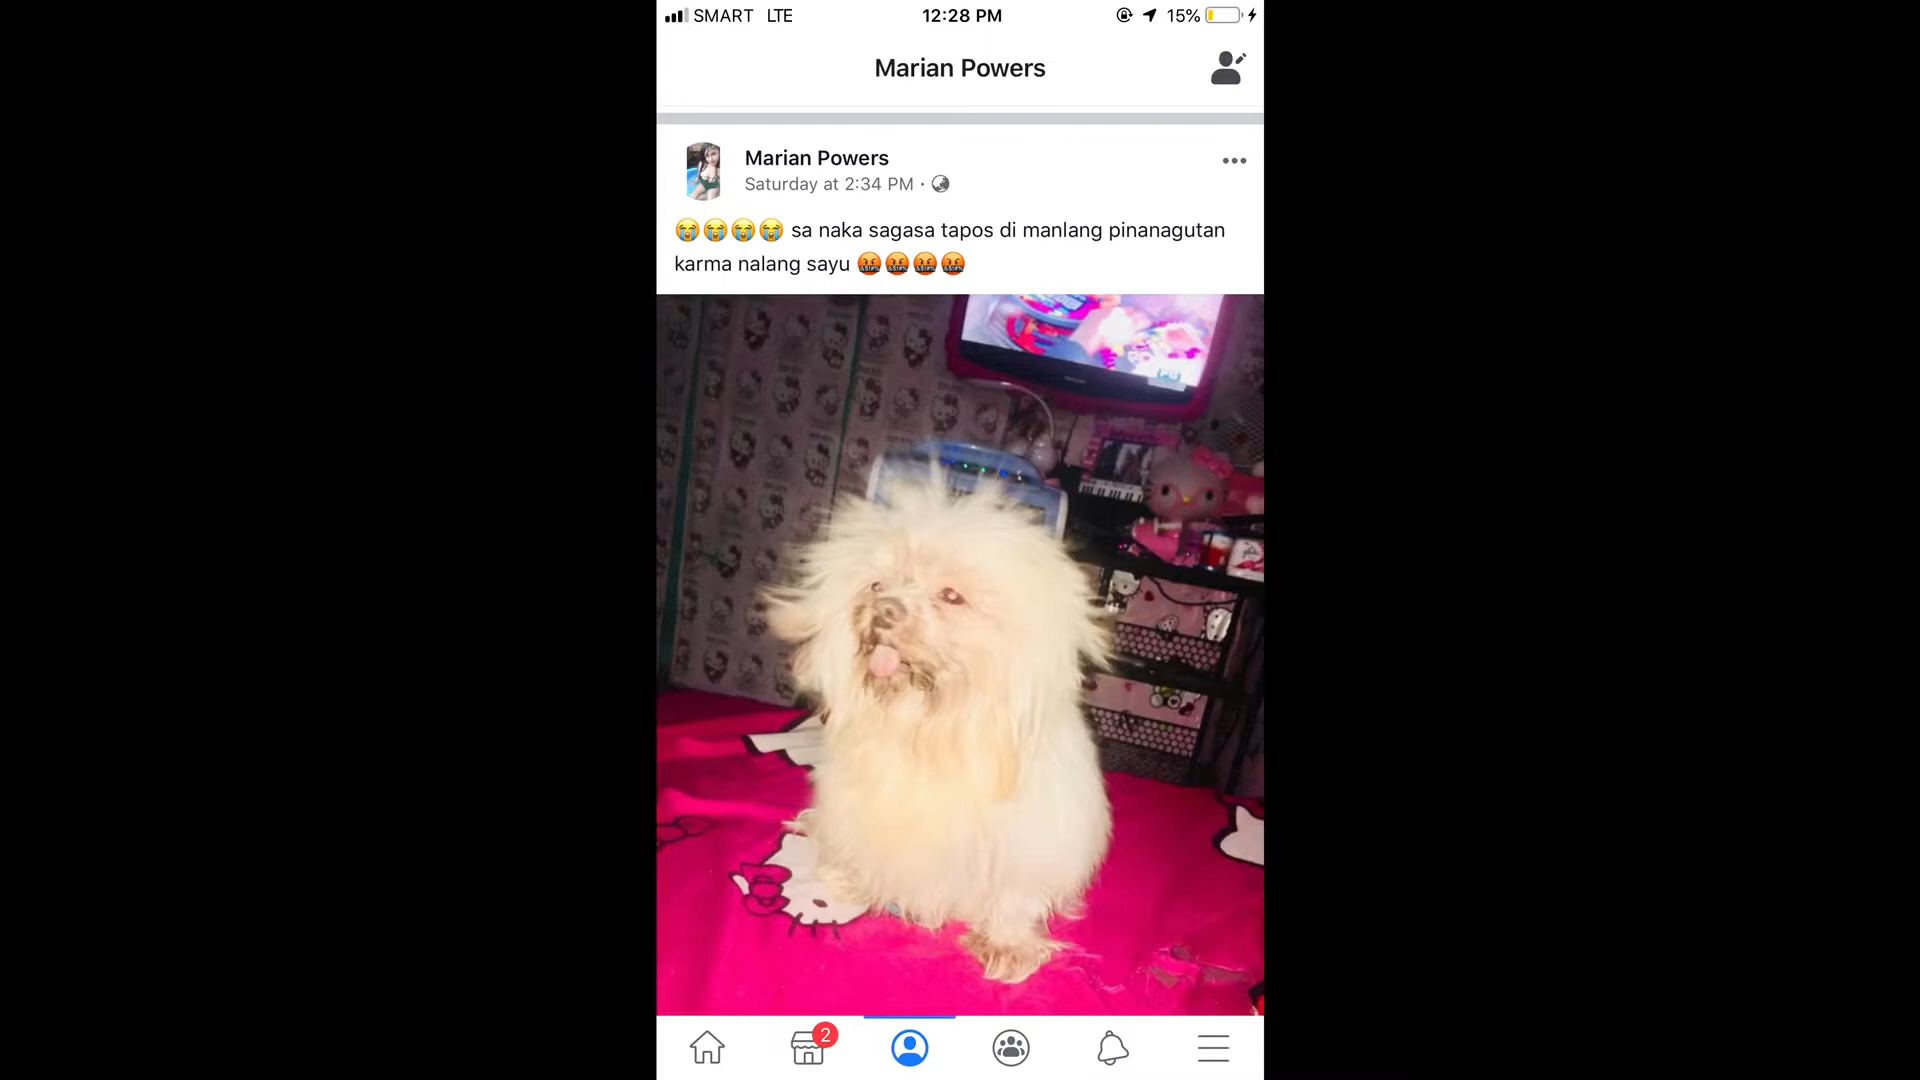 SMART LTE 12:28 PM 15%
Marian Powers
Marian Powers
Saturday at 2:34 PM ·
😭😭😭😭 sa naka sagasa tapos di manlang pinanagutan
karma nalang sayu 🤬🤬🤬🤬
PG
2